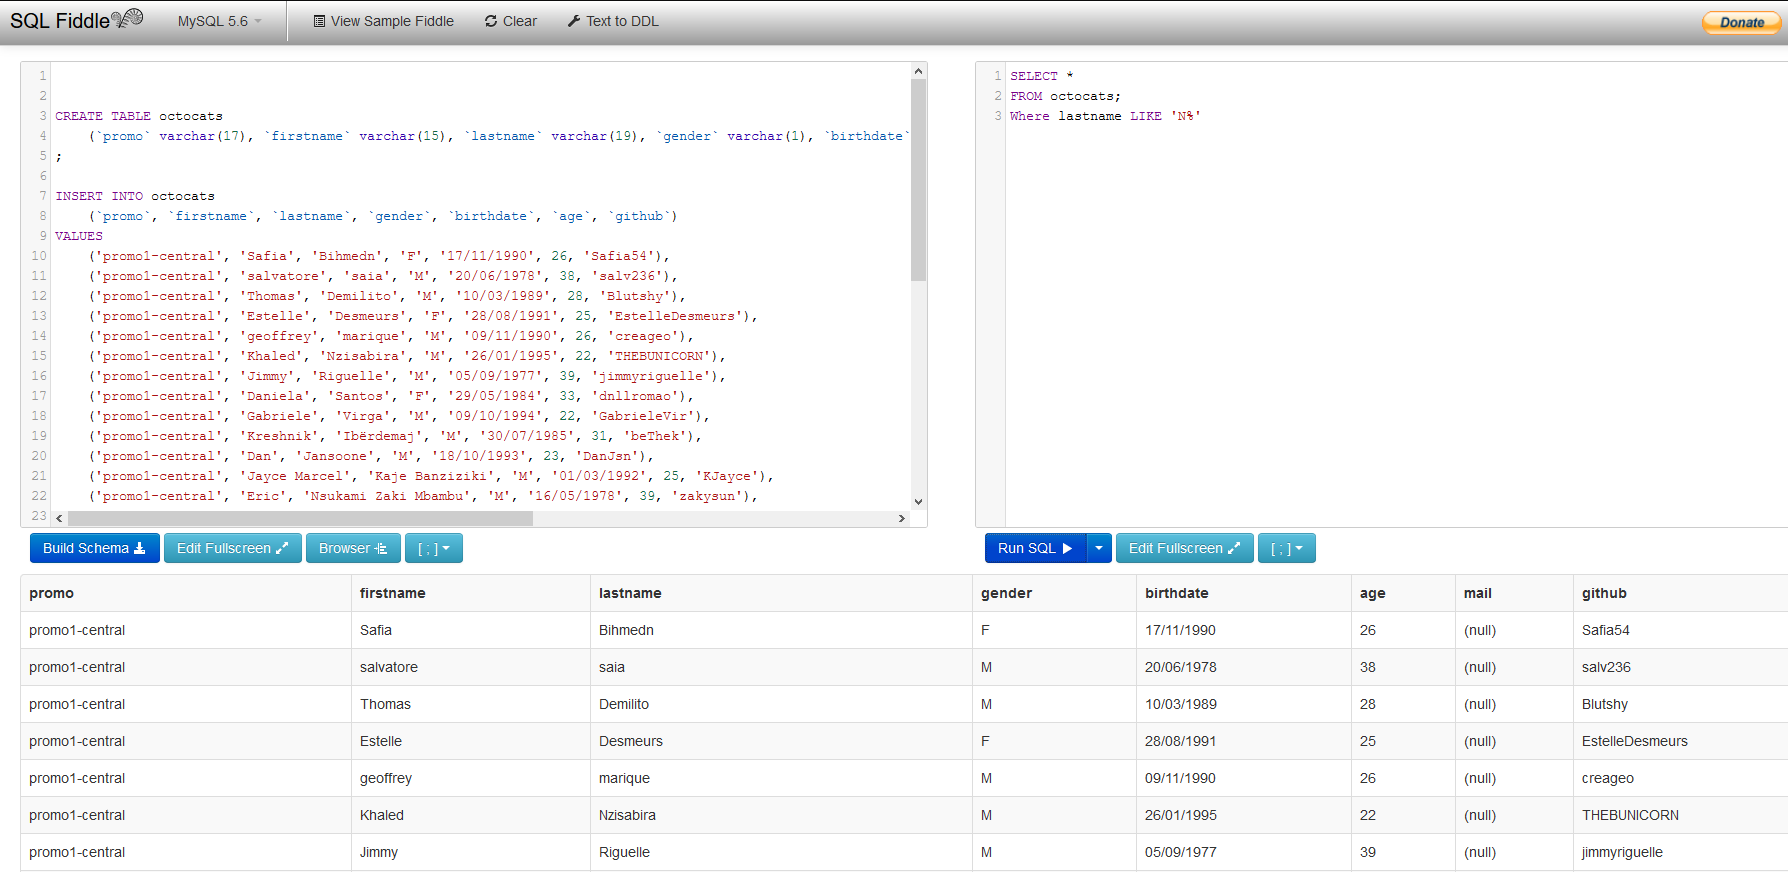 SQL Fiddle MySQL 5.6 View Sample Fiddle Clear Text to DDL Donate
1
2
3 CREATE TABLE octocats
4 (`promo` varchar(17), `firstname` varchar(15), `lastname` varchar(19), `gender` varchar(1), `birthdate`
5 ;
6
7 INSERT INTO octocats
8 (`promo`, `firstname`, `lastname`, `gender`, `birthdate`, `age`, `github`)
9 VALUES
10 ('promo1-central', 'Safia', 'Bihmedn', 'F', '17/11/1990', 26, 'Safia54'),
11 ('promo1-central', 'salvatore', 'saia', 'M', '20/06/1978', 38, 'salv236'),
12 ('promo1-central', 'Thomas', 'Demilito', 'M', '10/03/1989', 28, 'Blutshy'),
13 ('promo1-central', 'Estelle', 'Desmeurs', 'F', '28/08/1991', 25, 'EstelleDesmeurs'),
14 ('promo1-central', 'geoffrey', 'marique', 'M', '09/11/1990', 26, 'creageo'),
15 ('promo1-central', 'Khaled', 'Nzisabira', 'M', '26/01/1995', 22, 'THEBUNICORN'),
16 ('promo1-central', 'Jimmy', 'Riguelle', 'M', '05/09/1977', 39, 'jimmyriguelle'),
17 ('promo1-central', 'Daniela', 'Santos', 'F', '29/05/1984', 33, 'dnllromao'),
18 ('promo1-central', 'Gabriele', 'Virga', 'M', '09/10/1994', 22, 'GabrieleVir'),
19 ('promo1-central', 'Kreshnik', 'Ibërdemaj', 'M', '30/07/1985', 31, 'beThek'),
20 ('promo1-central', 'Dan', 'Jansoone', 'M', '18/10/1993', 23, 'DanJsn'),
21 ('promo1-central', 'Jayce Marcel', 'Kaje Banziziki', 'M', '01/03/1992', 25, 'KJayce'),
22 ('promo1-central', 'Eric', 'Nsukami Zaki Mbambu', 'M', '16/05/1978', 39, 'zakysun'),
23
Build Schema Edit Fullscreen Browser [ ; ]
1 SELECT *
2 FROM octocats;
3 Where lastname LIKE 'N%'
Run SQL Edit Fullscreen [ ; ]
promo firstname lastname gender birthdate age mail github
promo1-central Safia Bihmedn F 17/11/1990 26 (null) Safia54
promo1-central salvatore saia M 20/06/1978 38 (null) salv236
promo1-central Thomas Demilito M 10/03/1989 28 (null) Blutshy
promo1-central Estelle Desmeurs F 28/08/1991 25 (null) EstelleDesmeurs
promo1-central geoffrey marique M 09/11/1990 26 (null) creageo
promo1-central Khaled Nzisabira M 26/01/1995 22 (null) THEBUNICORN
promo1-central Jimmy Riguelle M 05/09/1977 39 (null) jimmyriguelle